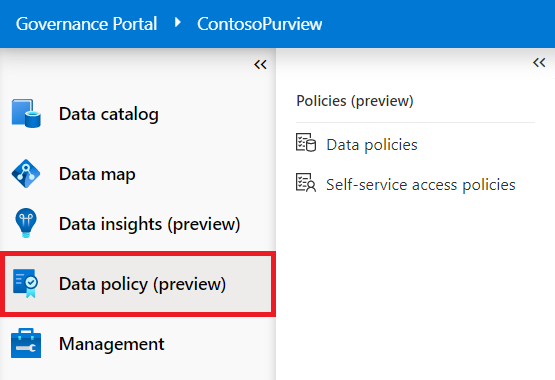 Governance Portal ContosoPurview
Data catalog
Data map
Data insights (preview)
Data policy (preview)
Management
Policies (preview)
Data policies
Self-service access policies